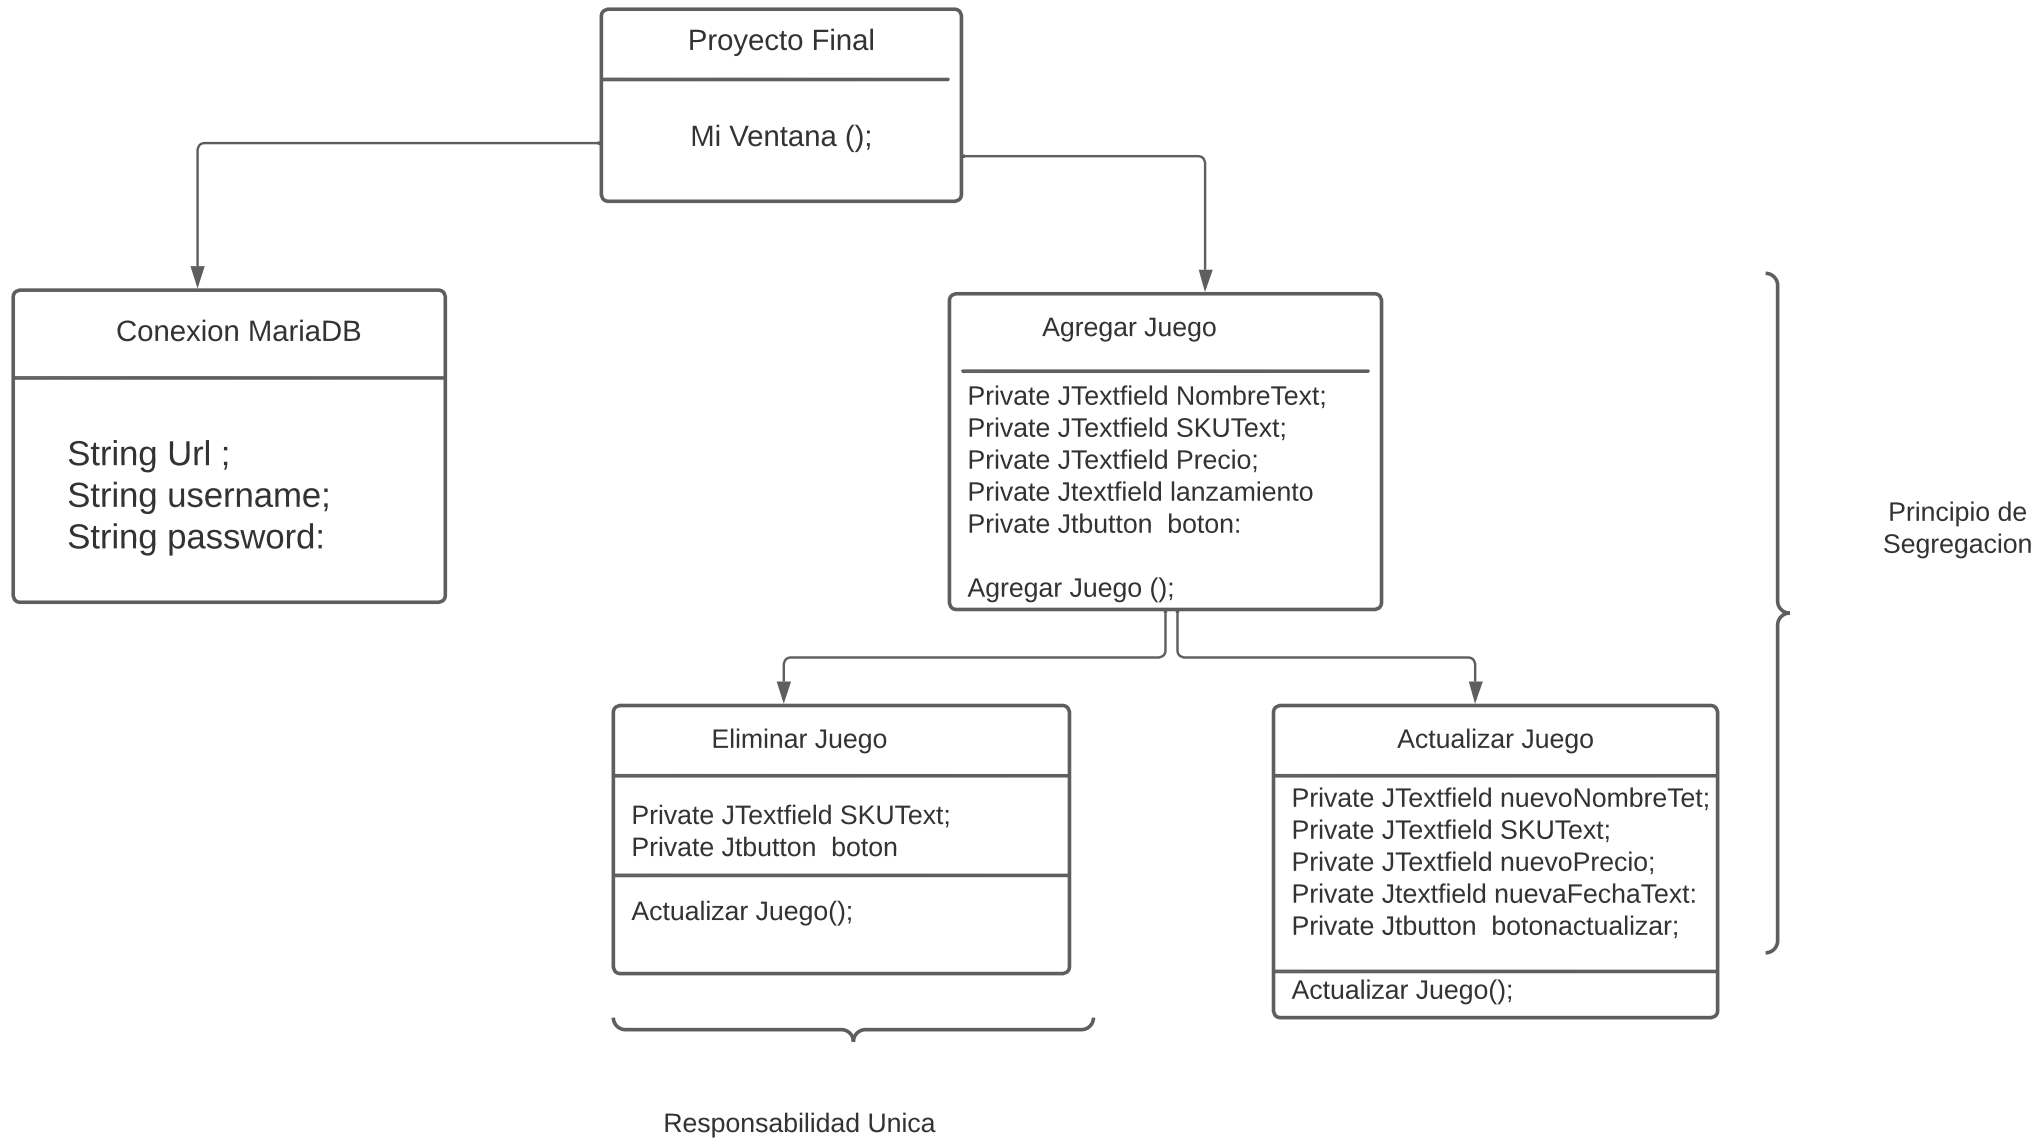 Proyecto Final
Mi Ventana ();
Conexion MariaDB
String Url ;
String username;
String password:
Agregar Juego
Private JTextfield NombreText;
Private JTextfield SKUText;
Private JTextfield Precio;
Private Jtextfield lanzamiento
Private Jtbutton  boton:
Agregar Juego ();
Principio de
Segregacion
Eliminar Juego
Private JTextfield SKUText;
Private Jtbutton  boton
Actualizar Juego();
Actualizar Juego
Private JTextfield nuevoNombreTet;
Private JTextfield SKUText;
Private JTextfield nuevoPrecio;
Private Jtextfield nuevaFechaText:
Private Jtbutton  botonactualizar;
Actualizar Juego();
Responsabilidad Unica